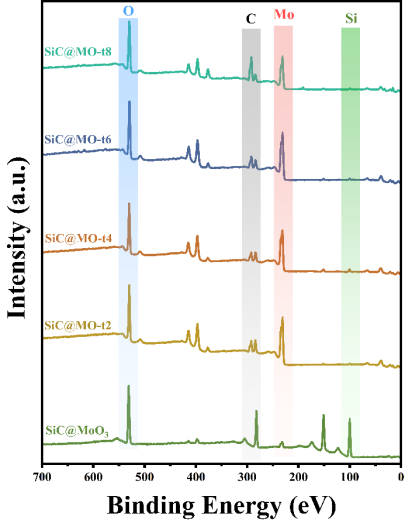 O
C
Mo
Si
SiC@MO-t8
SiC@MO-t6
SiC@MO-t4
SiC@MO-t2
SiC@MoO₃
Intensity (a.u.)
700 600 500 400 300 200 100 0
Binding Energy (eV)